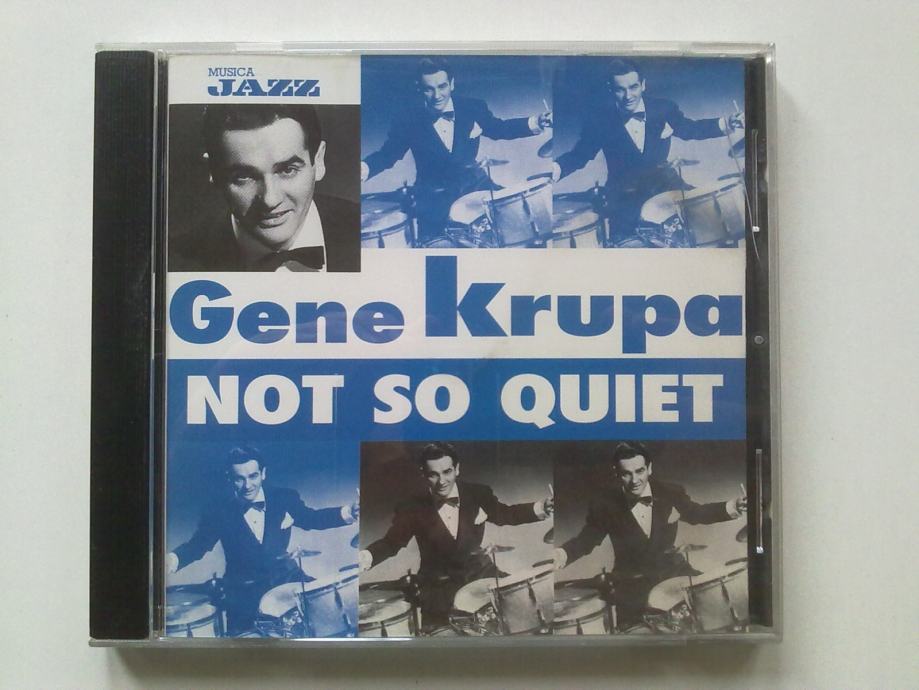 MUSICA
JAZZ
Gene Krupa
NOT SO QUIET